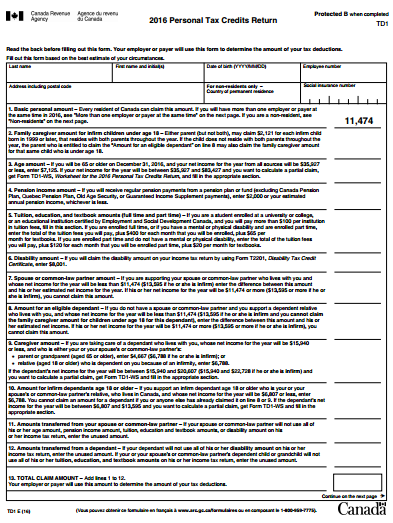 Canada Revenue Agence du revenu
Agency du Canada
2016 Personal Tax Credits Return
Protected B when completed
TD1
Read the back before filling out this form. Your employer or payer will use this form to determine the amount of your tax deductions.
Fill out this form based on the best estimate of your circumstances.
Last name First name and initial(s) Date of birth (YYYY/MM/DD) Employee number
Address including postal code For non-residents only – Social insurance number
Country of permanent residence
1. Basic personal amount – Every resident of Canada can claim this amount. If you will have more than one employer or payer at
the same time in 2016, see "More than one employer or payer at the same time" on the next page. If you are a non-resident, see
"Non-residents" on the next page.
11,474
2. Family caregiver amount for infirm children under age 18 – Either parent (but not both), may claim $2,121 for each infirm child
born in 1999 or later, that resides with both parents throughout the year. If the child does not reside with both parents throughout the
year, the parent who is entitled to claim the "Amount for an eligible dependant" on line 8 may also claim the family caregiver amount
for that same child who is under age 18.
3. Age amount – If you will be 65 or older on December 31, 2016, and your net income for the year from all sources will be $35,927
or less, enter $7,125. If your net income for the year will be between $35,927 and $83,427 and you want to calculate a partial claim,
get Form TD1-WS, Worksheet for the 2016 Personal Tax Credits Return, and fill in the appropriate section.
4. Pension income amount – If you will receive regular pension payments from a pension plan or fund (excluding Canada Pension
Plan, Quebec Pension Plan, Old Age Security, or Guaranteed Income Supplement payments), enter $2,000 or your estimated
annual pension income, whichever is less.
5. Tuition, education, and textbook amounts (full time and part time) – If you are a student enrolled at a university or college,
or an educational institution certified by Employment and Social Development Canada, and you will pay more than $100 per institution
in tuition fees, fill in this section. If you are enrolled full time, or if you have a mental or physical disability and are enrolled part time,
enter the total of the tuition fees you will pay, plus $400 for each month that you will be enrolled, plus $65 per
month for textbooks. If you are enrolled part time and do not have a mental or physical disability, enter the total of the tuition fees
you will pay, plus $120 for each month that you will be enrolled part time, plus $20 per month for textbooks.
6. Disability amount – If you will claim the disability amount on your income tax return by using Form T2201, Disability Tax Credit
Certificate, enter $8,001.
7. Spouse or common-law partner amount – If you are supporting your spouse or common-law partner who lives with you and
whose net income for the year will be less than $11,474 ($13,595 if he or she is infirm) enter the difference between this amount
and his or her estimated net income for the year. If his or her net income for the year will be $11,474 or more ($13,595 or more if he or
she is infirm), you cannot claim this amount.
8. Amount for an eligible dependant – If you do not have a spouse or common-law partner and you support a dependent relative
who lives with you, and whose net income for the year will be less than $11,474 ($13,595 if he or she is infirm and you cannot claim
the family caregiver amount for children under age 18 for this dependant), enter the difference between this amount and his or
her estimated net income. If his or her net income for the year will be $11,474 or more ($13,595 or more if he or she is infirm), you
cannot claim this amount.
9. Caregiver amount – If you are taking care of a dependant who lives with you, whose net income for the year will be $15,940
or less, and who is either your or your spouse's or common-law partner's:
• parent or grandparent (aged 65 or older), enter $4,667 ($6,788 if he or she is infirm); or
• relative (aged 18 or older) who is dependent on you because of an infirmity, enter $6,788.
If the dependant's net income for the year will be between $15,940 and $20,607 ($15,940 and $22,728 if he or she is infirm) and
you want to calculate a partial claim, get Form TD1-WS and fill in the appropriate section.
10. Amount for infirm dependants age 18 or older – If you support an infirm dependant age 18 or older who is your or your
spouse's or common-law partner's relative, who lives in Canada, and whose net income for the year will be $6,807 or less, enter
$6,788. You cannot claim an amount for a dependant if you or anyone else has already claimed it on line 8 or 9. If the dependant's net
income for the year will be between $6,807 and $13,595 and you want to calculate a partial claim, get Form TD1-WS and fill in the
appropriate section.
11. Amounts transferred from your spouse or common-law partner – If your spouse or common-law partner will not use all of
his or her age amount, pension income amount, tuition, education and textbook amounts, or disability amount on his
or her income tax return, enter the unused amount.
12. Amounts transferred from a dependant – If your dependant will not use all of his or her disability amount on his or her
income tax return, enter the unused amount. If your or your spouse's or common-law partner's dependent child or grandchild will not
use all of his or her tuition, education, and textbook amounts on his or her income tax return, enter the unused amount.
13. TOTAL CLAIM AMOUNT – Add lines 1 to 12.
Your employer or payer will use this amount to determine the amount of your tax deductions.
Continue on the next page
TD1 E (16) (Vous pouvez obtenir ce formulaire en français à www.arc.gc.ca/formulaires ou en composant le 1-800-959-7775).
Canada